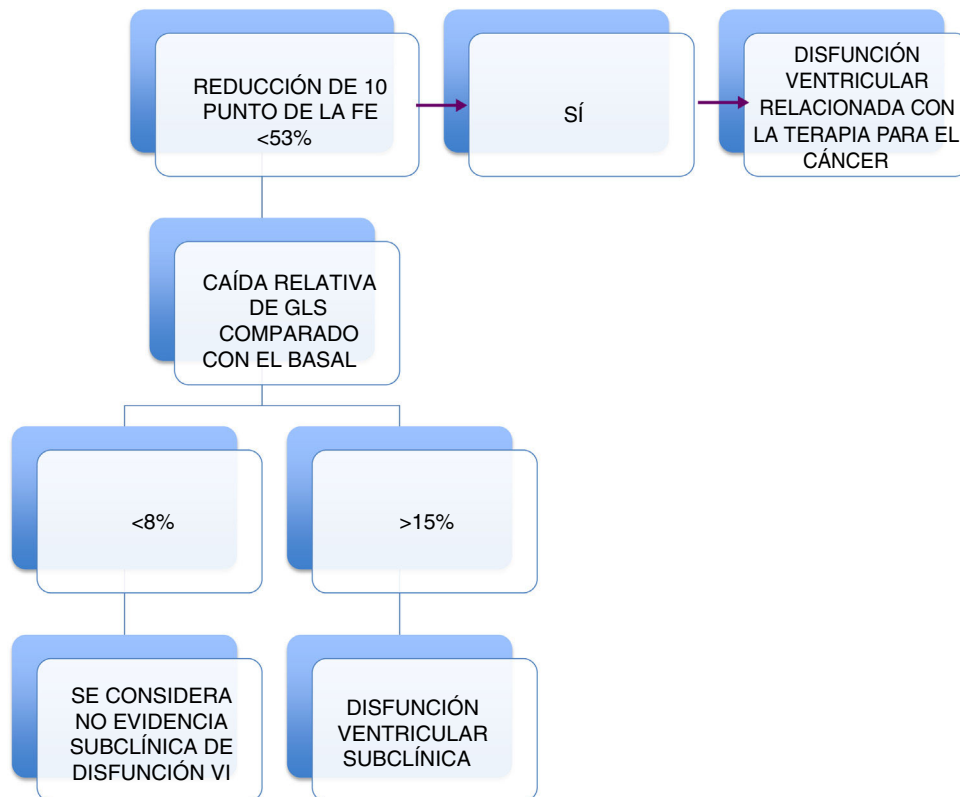 REDUCCIÓN DE 10
PUNTO DE LA FE
<53%
SÍ
DISFUNCIÓN
VENTRICULAR
RELACIONADA CON
LA TERAPIA PARA EL
CÁNCER
CAÍDA RELATIVA
DE GLS
COMPARADO
CON EL BASAL
<8%
>15%
SE CONSIDERA
NO EVIDENCIA
SUBCLÍNICA DE
DISFUNCIÓN VI
DISFUNCIÓN
VENTRICULAR
SUBCLÍNICA